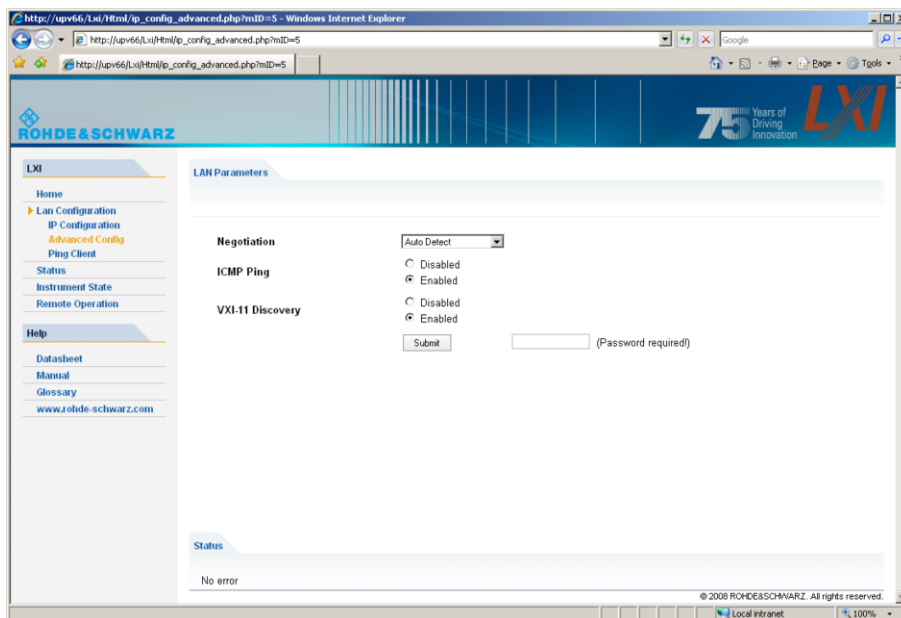 http://upv66/Lxi/Html/ip_config_advanced.php?mID=5 - Windows Internet Explorer
http://upv66/Lxi/Html/ip_config_advanced.php?mID=5
Google
http://upv66/Lxi/Html/ip_config_advanced.php?mID=5
Page
Tools
ROHDE&SCHWARZ
75 Years of
Driving
Innovation
LXI
LXI
Home
Lan Configuration
IP Configuration
Advanced Config
Ping Client
Status
Instrument State
Remote Operation
Help
Datasheet
Manual
Glossary
www.rohde-schwarz.com
LAN Parameters
Negotiation
Auto Detect
ICMP Ping
Disabled
Enabled
VXI-11 Discovery
Disabled
Enabled
Submit
(Password required!)
Status
No error
© 2008 ROHDE&SCHWARZ. All rights reserved.
Local intranet
100%